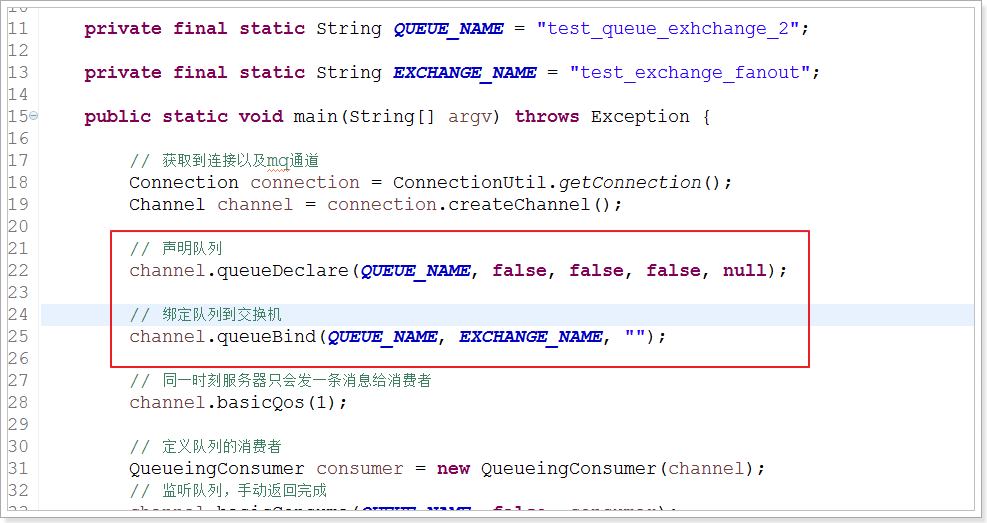 11 private final static String QUEUE_NAME = "test_queue_exhchange_2";
12
13 private final static String EXCHANGE_NAME = "test_exchange_fanout";
14
15 public static void main(String[] argv) throws Exception {
16
17 // 获取到连接以及mq通道
18 Connection connection = ConnectionUtil.getConnection();
19 Channel channel = connection.createChannel();
20
21 // 声明队列
22 channel.queueDeclare(QUEUE_NAME, false, false, false, null);
23
24 // 绑定队列到交换机
25 channel.queueBind(QUEUE_NAME, EXCHANGE_NAME, "");
26
27 // 同一时刻服务器只会发一条消息给消费者
28 channel.basicQos(1);
29
30 // 定义队列的消费者
31 QueueingConsumer consumer = new QueueingConsumer(channel);
32 // 监听队列，手动返回完成
channel.basicConsume(QUEUE_NAME, false, consumer);